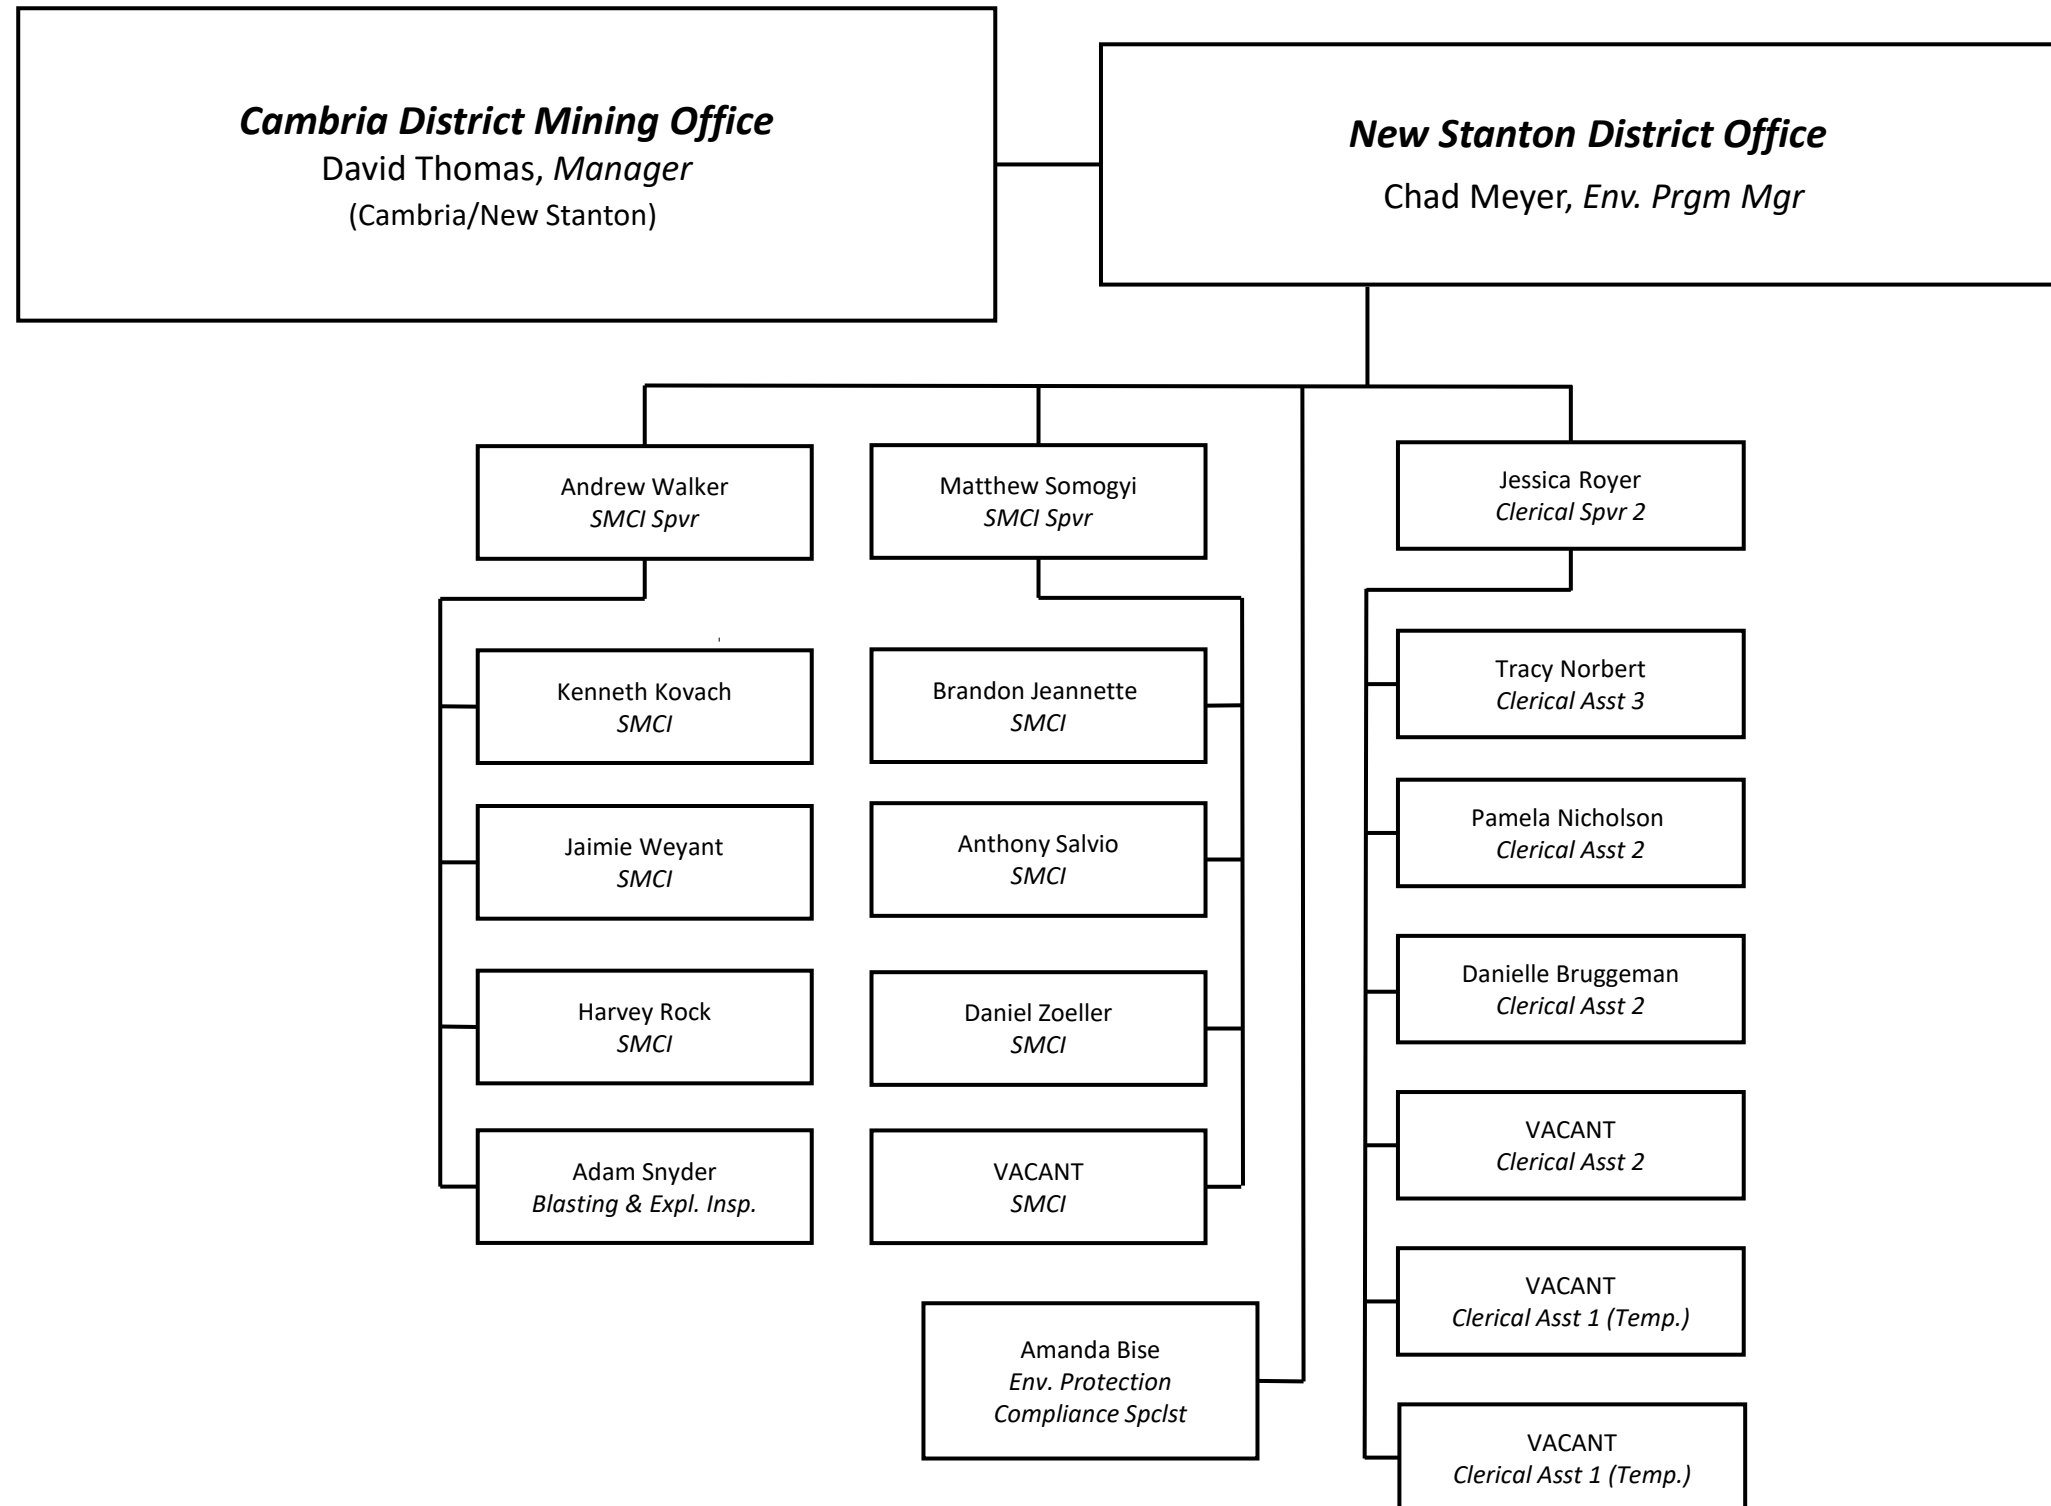 Cambria District Mining Office
David Thomas, Manager
(Cambria/New Stanton)
New Stanton District Office
Chad Meyer, Env. Prgm Mgr
Andrew Walker
SMCI Spvr
Kenneth Kovach
SMCI
Jaimie Weyant
SMCI
Harvey Rock
SMCI
Adam Snyder
Blasting & Expl. Insp.
Matthew Somogyi
SMCI Spvr
Brandon Jeannette
SMCI
Anthony Salvio
SMCI
Daniel Zoeller
SMCI
VACANT
SMCI
Amanda Bise
Env. Protection
Compliance Spclst
Jessica Royer
Clerical Spvr 2
Tracy Norbert
Clerical Asst 3
Pamela Nicholson
Clerical Asst 2
Danielle Bruggeman
Clerical Asst 2
VACANT
Clerical Asst 2
VACANT
Clerical Asst 1 (Temp.)
VACANT
Clerical Asst 1 (Temp.)